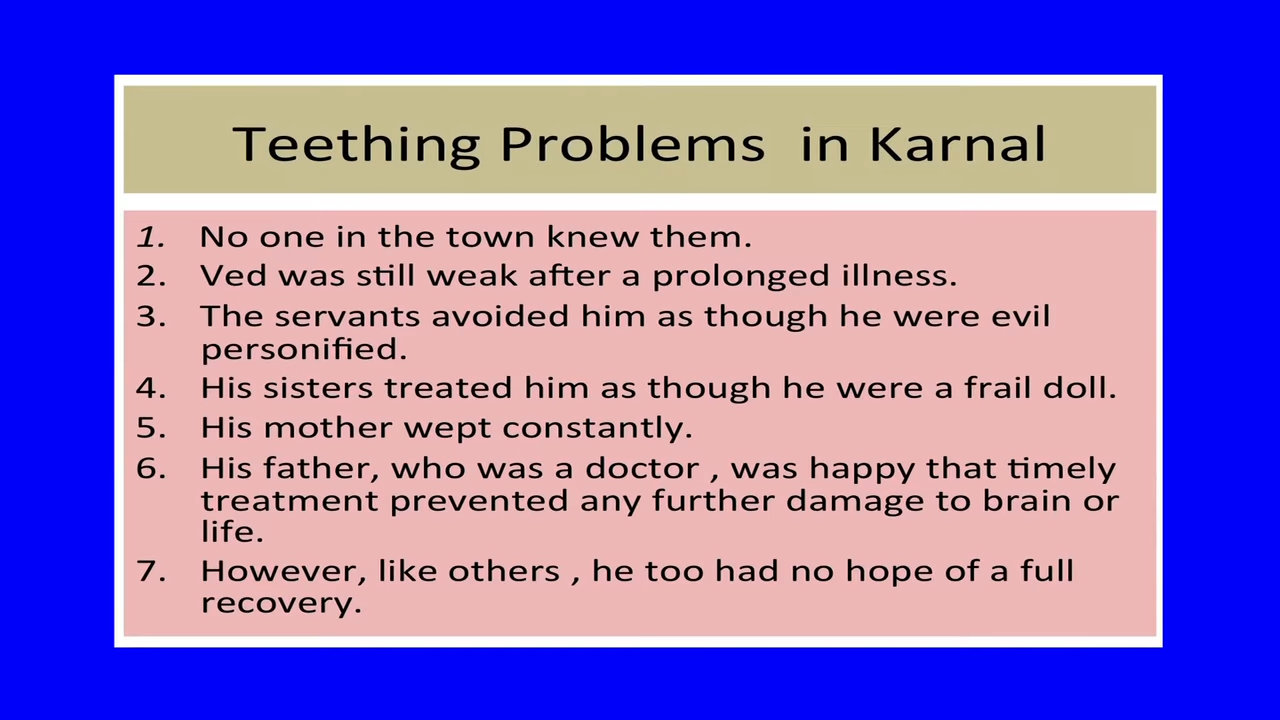 Teething Problems  in Karnal
1. No one in the town knew them.
2. Ved was still weak after a prolonged illness.
3. The servants avoided him as though he were evil
personified.
4. His sisters treated him as though he were a frail doll.
5. His mother wept constantly.
6. His father, who was a doctor , was happy that timely
treatment prevented any further damage to brain or
life.
7. However, like others , he too had no hope of a full
recovery.